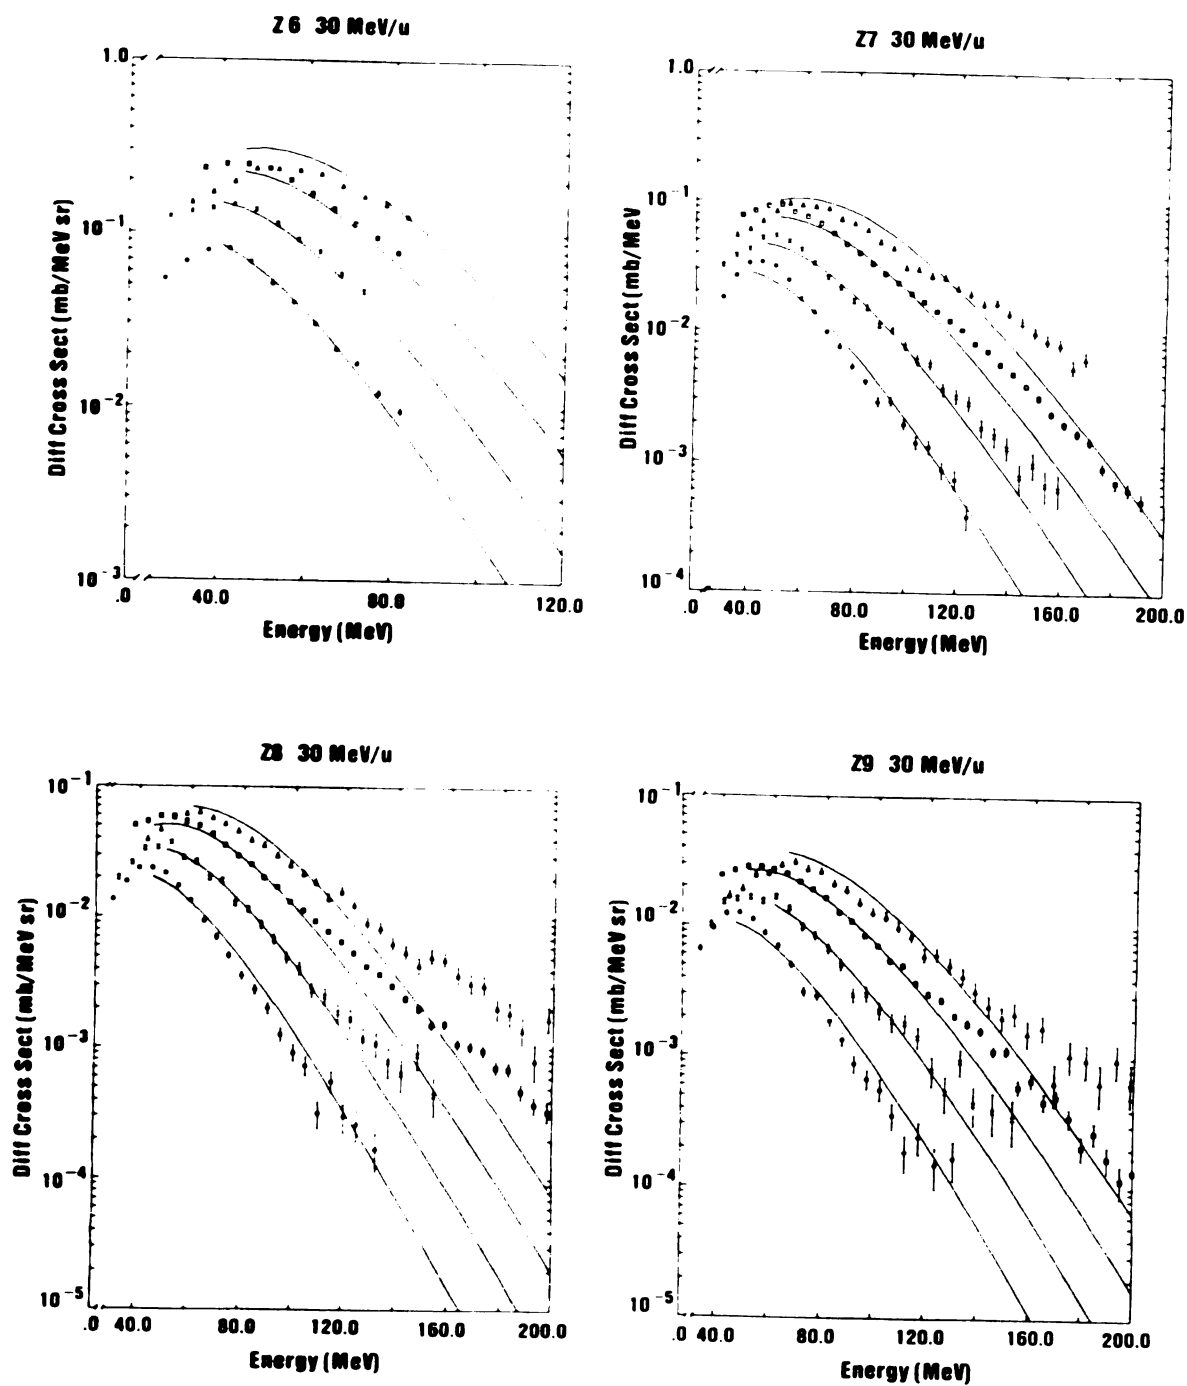 Z 6 30 MeV/u
1.0
10-1
10-2
10-3
Diff Cross Sect (mb/MeV sr)
.0 40.0 80.0 120.0
Energy (MeV)
Z7 30 MeV/u
1.0
10-1
10-2
10-3
10-4
Diff Cross Sect (mb/MeV
.0 40.0 80.0 120.0 160.0 200.0
Energy (MeV)
Z8 30 MeV/u
10-1
10-2
10-3
10-4
10-5
Diff Cross Sect (mb/MeV sr)
.0 40.0 80.0 120.0 160.0 200.0
Energy (MeV)
Z9 30 MeV/u
10-1
10-2
10-3
10-4
10-5
Diff Cross Sect (mb/MeV sr)
.0 40.0 80.0 120.0 160.0 200.0
Energy (MeV)